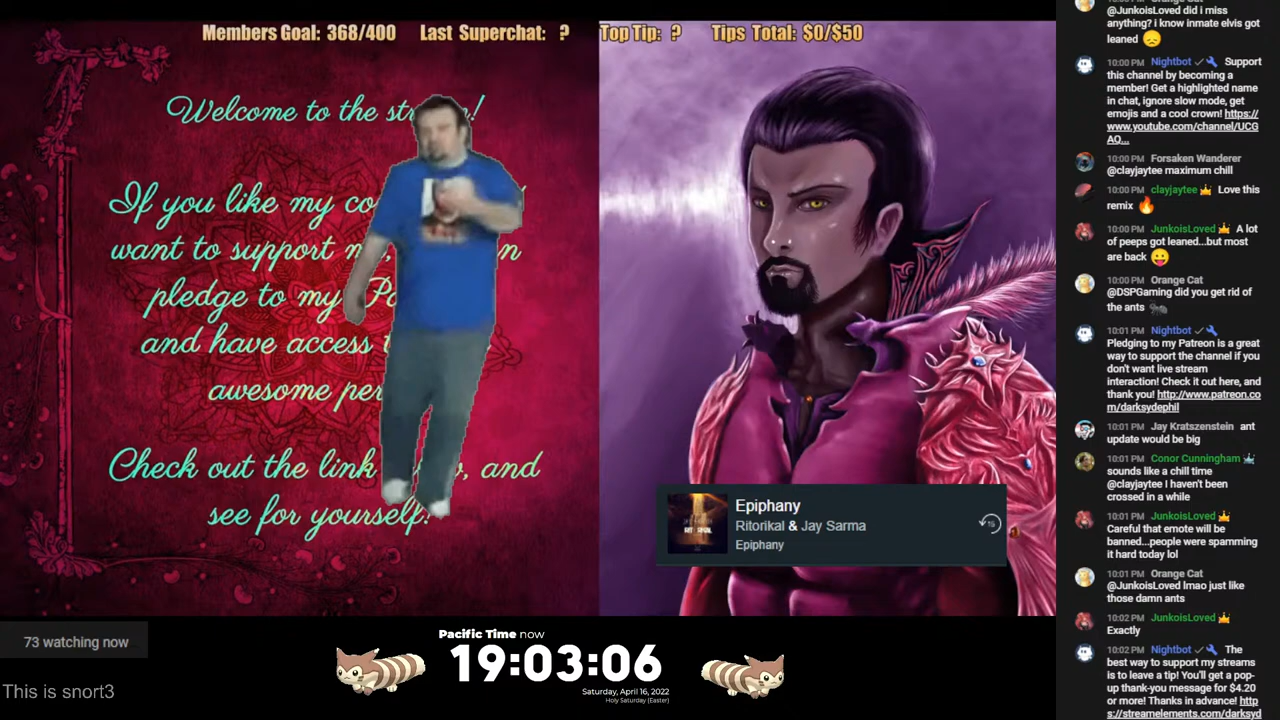 Members Goal: 368/400 Last Superchat: ? Top Tip: ? Tips Total: $0/$50
Welcome to the str m!
If you like my co
want to support m n
pledge to my Pa
and have access t
awesome per
Check out the link , and
see for yourself!
Epiphany
Ritorikal & Jay Sarma
Epiphany
15
73 watching now
This is snort3
Pacific Time now
19:03:06
Saturday, April 16, 2022
Holy Saturday (Easter)
@JunkoisLoved did i miss
anything? i know inmate elvis got
leaned
10:00 PM Nightbot Support
this channel by becoming a
member! Get a highlighted name
in chat, ignore slow mode, get
emojis and a cool crown! https://
www.youtube.com/channel/UCG
AQ...
10:00 PM Forsaken Wanderer
@clayjaytee maximum chill
10:00 PM clayjaytee Love this
remix
10:00 PM JunkoisLoved A lot
of peeps got leaned...but most
are back
10:00 PM Orange Cat
@DSPGaming did you get rid of
the ants
10:01 PM Nightbot
Pledging to my Patreon is a great
way to support the channel if you
don't want live stream
interaction! Check it out here, and
thank you! http://www.patreon.co
m/darksydephil
10:01 PM Jay Kratszenstein ant
update would be big
10:01 PM Conor Cunningham
sounds like a chill time
@clayjaytee I haven't been
crossed in a while
10:01 PM JunkoisLoved
Careful that emote will be
banned...people were spamming
it hard today lol
10:01 PM Orange Cat
@JunkoisLoved lmao just like
those damn ants
10:02 PM JunkoisLoved
Exactly
10:02 PM Nightbot The
best way to support my streams
is to leave a tip! You'll get a pop-
up thank-you message for $4.20
or more! Thanks in advance! http
s://streamelements.com/darksyd